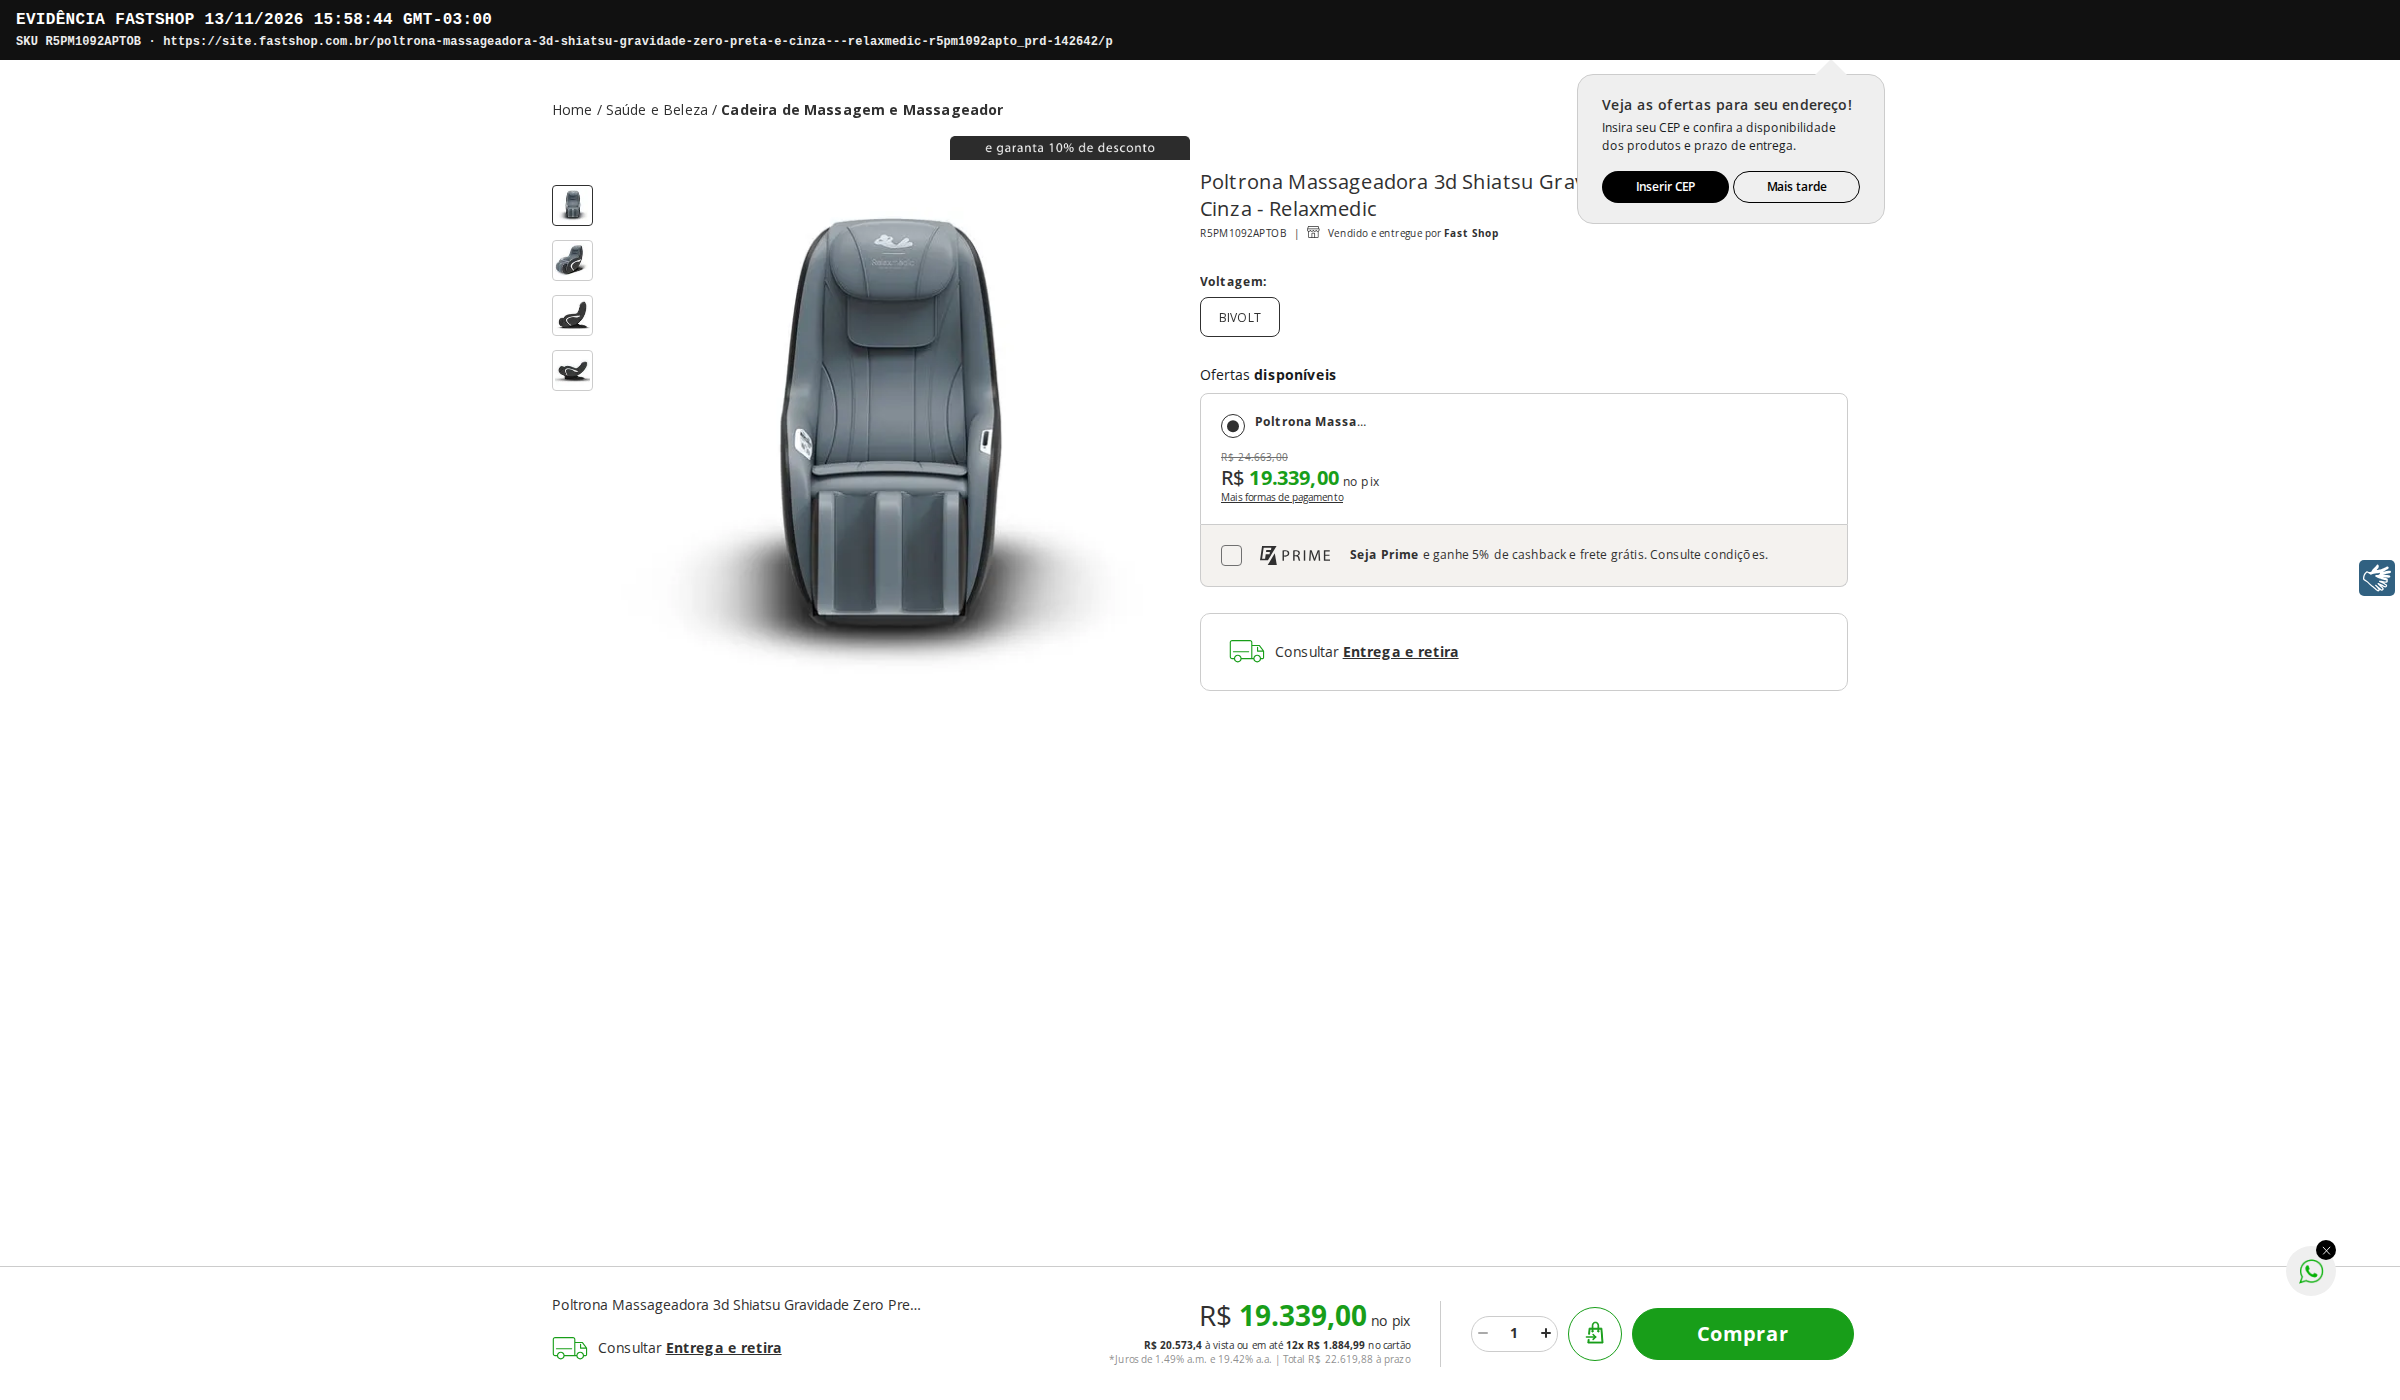 EVIDÊNCIA FASTSHOP 13/11/2026 15:58:44 GMT-03:00
SKU R5PM1092APTOB · https://site.fastshop.com.br/poltrona-massageadora-3d-shiatsu-gravidade-zero-preta-e-cinza---relaxmedic-r5pm1092apto_prd-142642/p
Home / Saúde e Beleza / Cadeira de Massagem e Massageador
e garanta 10% de desconto
Veja as ofertas para seu endereço!
Insira seu CEP e confira a disponibilidade
dos produtos e prazo de entrega.
Inserir CEP
Mais tarde
Poltrona Massageadora 3d Shiatsu Grav
Cinza - Relaxmedic
R5PM1092APTOB | Vendido e entregue por Fast Shop
Relaxmedic
Voltagem:
BIVOLT
Ofertas disponíveis
Poltrona Massa...
R$ 24.663,00
R$ 19.339,00 no pix
Mais formas de pagamento
PRIME Seja Prime e ganhe 5% de cashback e frete grátis. Consulte condições.
Consultar Entrega e retira
Poltrona Massageadora 3d Shiatsu Gravidade Zero Pre...
Consultar Entrega e retira
R$ 19.339,00 no pix
R$ 20.573,4 à vista ou em até 12x R$ 1.884,99 no cartão
*Juros de 1.49% a.m. e 19.42% a.a. | Total R$ 22.619,88 à prazo
1
Comprar